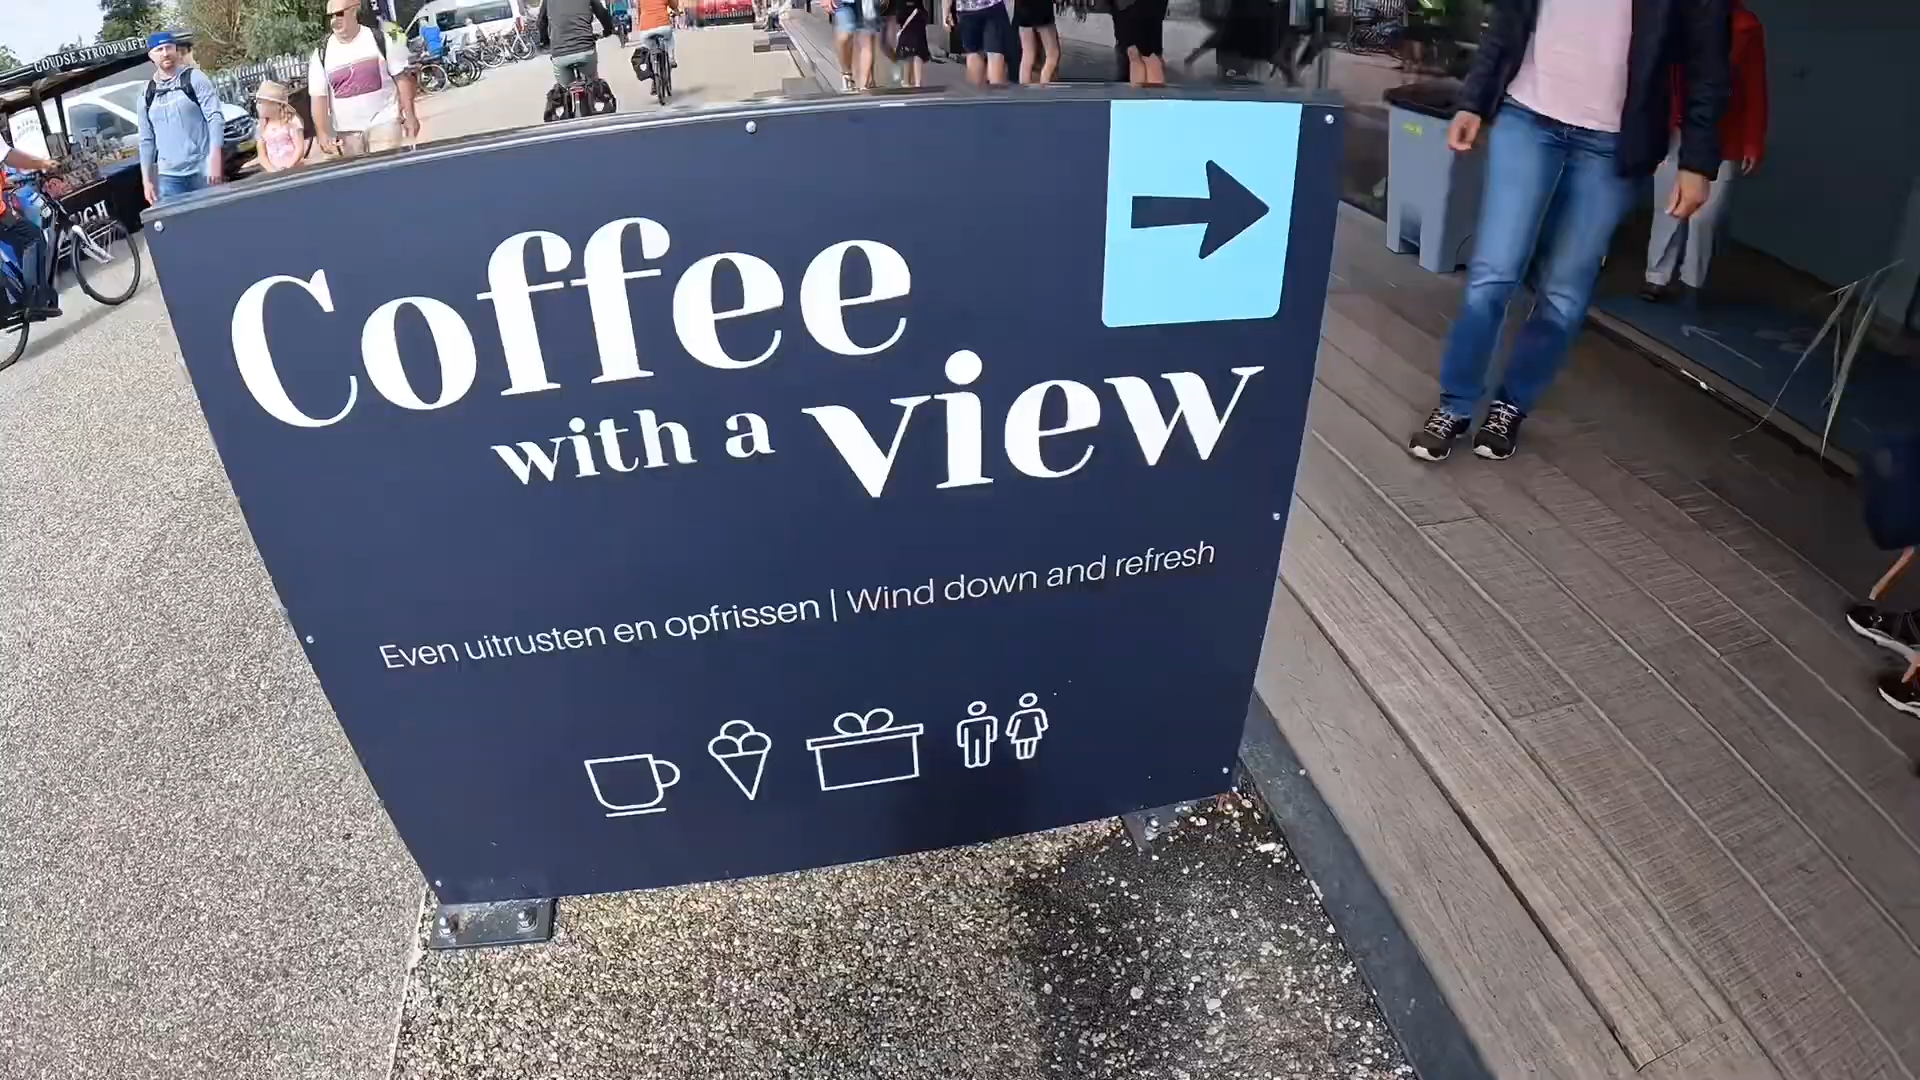 GOUDSE STROOPWAFE
Coffee
with a view
Even uitrusten en opfrissen | Wind down and refresh